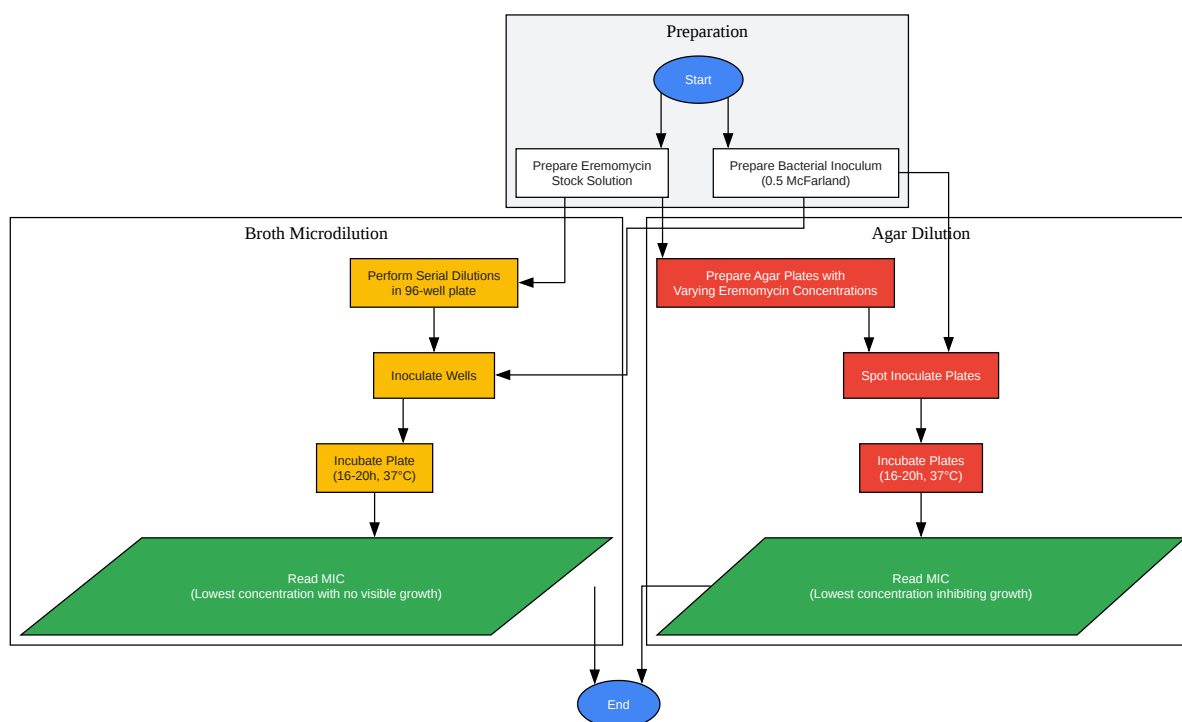 Preparation
Start
Prepare Eremomycin
Stock Solution
Prepare Bacterial Inoculum
(0.5 McFarland)
Broth Microdilution
Perform Serial Dilutions
in 96-well plate
Inoculate Wells
Incubate Plate
(16-20h, 37°C)
Read MIC
(Lowest concentration with no visible growth)
Agar Dilution
Prepare Agar Plates with
Varying Eremomycin Concentrations
Spot Inoculate Plates
Incubate Plates
(16-20h, 37°C)
Read MIC
(Lowest concentration inhibiting growth)
End